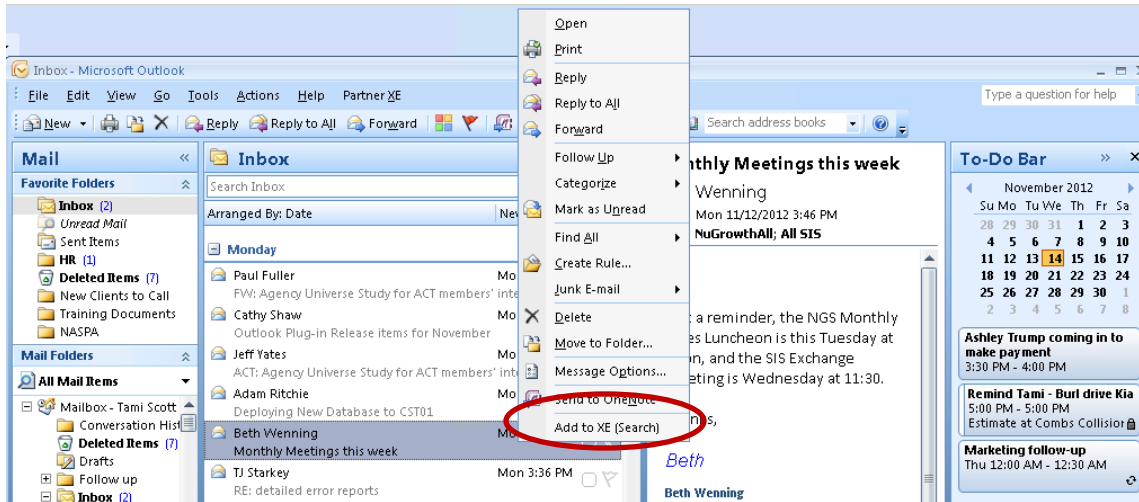 Inbox - Microsoft Outlook
File Edit View Go Tools Actions Help Partner XE
Type a question for help
New Reply Reply to All Forward
Search address books
Mail
Favorite Folders
Inbox (2)
Unread Mail
Sent Items
HR (1)
Deleted Items (7)
New Clients to Call
Training Documents
NASPA
Mail Folders
All Mail Items
Mailbox - Tami Scott
Conversation Hist
Deleted Items (7)
Drafts
Follow up
Inbox (2)
Inbox
Search Inbox
Arranged By: Date
Monday
Paul Fuller
FW: Agency Universe Study for ACT members' inte
Cathy Shaw
Outlook Plug-in Release items for November
Jeff Yates
ACT: Agency Universe Study for ACT members' int
Adam Ritchie
Deploying New Database to CST01
Beth Wenning
Monthly Meetings this week
TJ Starkey Mon 3:36 PM
RE: detailed error reports
Open
Print
Reply
Reply to All
Forward
Follow Up
Categorize
Mark as Unread
Find All
Create Rule...
Junk E-mail
Delete
Move to Folder...
Message Options...
Send to OneNote
Add to XE (Search)
nthly Meetings this week
Wenning
Mon 11/12/2012 3:46 PM
NuGrowthAll; All SIS
a reminder, the NGS Monthly
es Luncheon is this Tuesday at
n, and the SIS Exchange
eting is Wednesday at 11:30.
Beth
Beth Wenning
To-Do Bar
November 2012
Su Mo Tu We Th Fr Sa
28 29 30 31 1 2 3
4 5 6 7 8 9 10
11 12 13 14 15 16 17
18 19 20 21 22 23 24
25 26 27 28 29 30 1
2 3 4 5 6 7 8
Ashley Trump coming in to
make payment
3:30 PM - 4:00 PM
Remind Tami - Burl drive Kia
5:00 PM - 5:00 PM
Estimate at Combs Collision
Marketing follow-up
Thu 12:00 AM - 12:30 AM